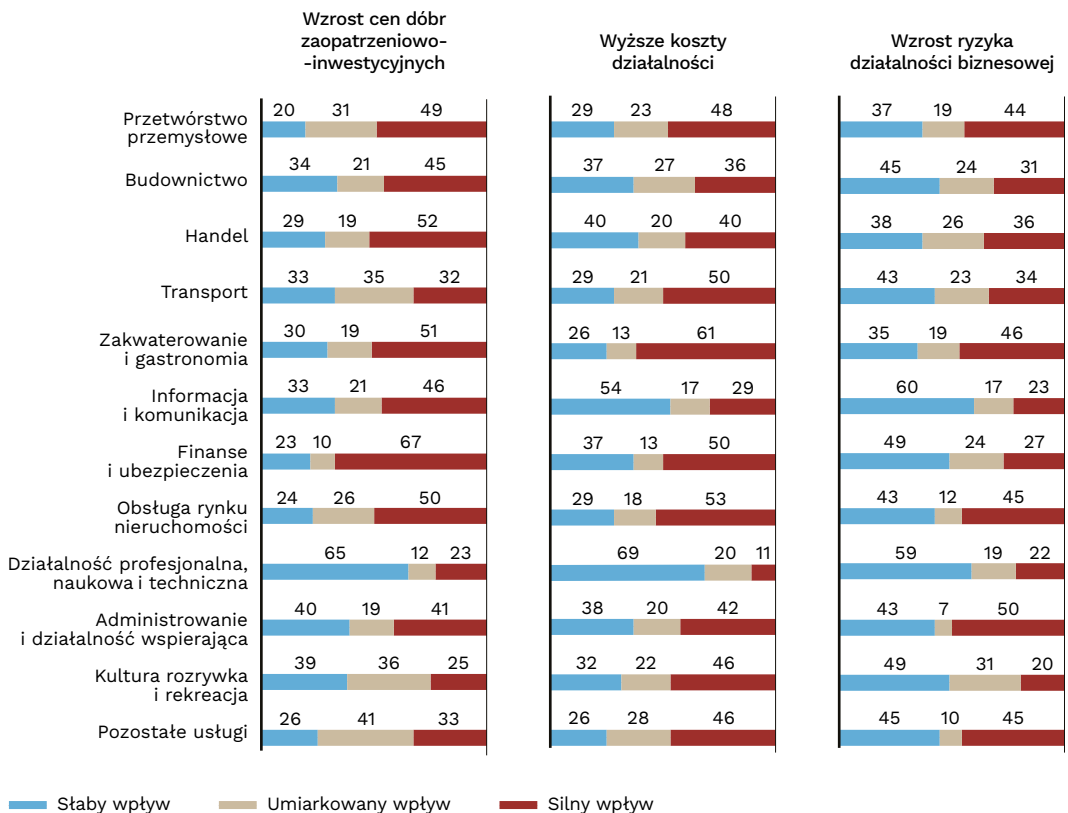 Wzrost cen dóbr
zaopatrzeniowo-
-inwestycyjnych
Wyższe koszty
działalności
Wzrost ryzyka
działalności biznesowej
Przetwórstwo
przemysłowe
20 31 49
29 23 48
37 19 44
Budownictwo
34 21 45
37 27 36
45 24 31
Handel
29 19 52
40 20 40
38 26 36
Transport
33 35 32
29 21 50
43 23 34
Zakwaterowanie
i gastronomia
30 19 51
26 13 61
35 19 46
Informacja
i komunikacja
33 21 46
54 17 29
60 17 23
Finanse
i ubezpieczenia
23 10 67
37 13 50
49 24 27
Obsługa rynku
nieruchomości
24 26 50
29 18 53
43 12 45
Działalność profesjonalna,
naukowa i techniczna
65 12 23
69 20 11
59 19 22
Administrowanie
i działalność wspierająca
40 19 41
38 20 42
43 7 50
Kultura rozrywka
i rekreacja
39 36 25
32 22 46
49 31 20
Pozostałe usługi
26 41 33
26 28 46
45 10 45
Słaby wpływ
Umiarkowany wpływ
Silny wpływ